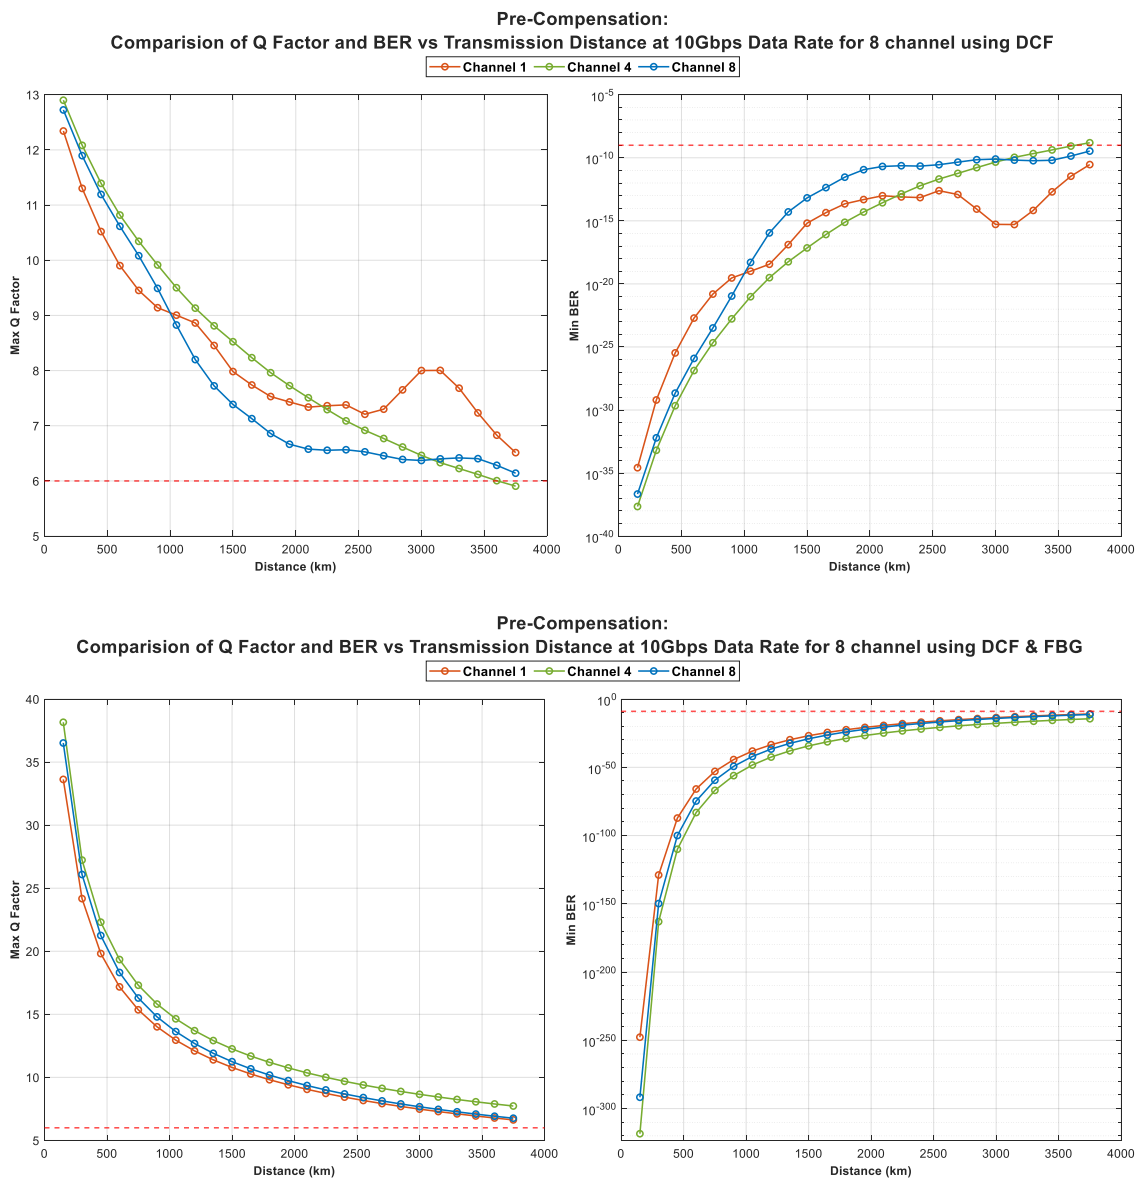 Pre-Compensation:
Comparision of Q Factor and BER vs Transmission Distance at 10Gbps Data Rate for 8 channel using DCF
Channel 1 Channel 4 Channel 8
13
12
11
10
9
8
7
6
5
Max Q Factor
0 500 1000 1500 2000 2500 3000 3500 4000
Distance (km)
10^-5
10^-10
10^-15
10^-20
10^-25
10^-30
10^-35
10^-40
Min BER
0 500 1000 1500 2000 2500 3000 3500 4000
Distance (km)
Pre-Compensation:
Comparision of Q Factor and BER vs Transmission Distance at 10Gbps Data Rate for 8 channel using DCF & FBG
Channel 1 Channel 4 Channel 8
40
35
30
25
20
15
10
5
Max Q Factor
0 500 1000 1500 2000 2500 3000 3500 4000
Distance (km)
10^0
10^-50
10^-100
10^-150
10^-200
10^-250
10^-300
Min BER
0 500 1000 1500 2000 2500 3000 3500 4000
Distance (km)